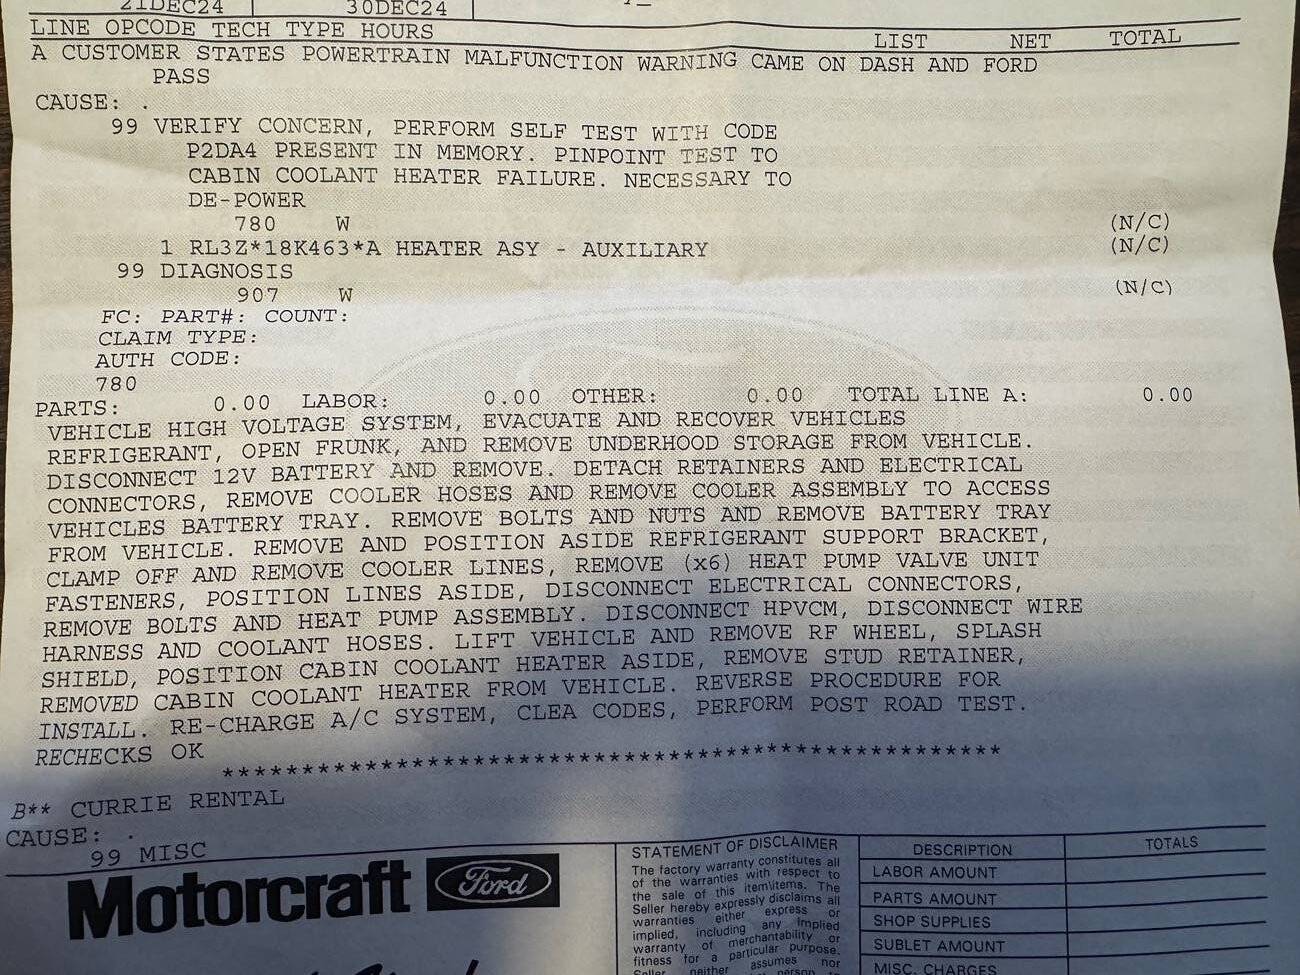 21DEC24 30DEC24
LINE OPCODE TECH TYPE HOURS LIST NET TOTAL
A CUSTOMER STATES POWERTRAIN MALFUNCTION WARNING CAME ON DASH AND FORD
PASS
CAUSE: .
99 VERIFY CONCERN, PERFORM SELF TEST WITH CODE
P2DA4 PRESENT IN MEMORY. PINPOINT TEST TO
CABIN COOLANT HEATER FAILURE. NECESSARY TO
DE-POWER
780 W (N/C)
1 RL3Z*18K463*A HEATER ASY - AUXILIARY (N/C)
99 DIAGNOSIS
907 W (N/C)
FC: PART#: COUNT:
CLAIM TYPE:
AUTH CODE:
780
PARTS: 0.00 LABOR: 0.00 OTHER: 0.00 TOTAL LINE A: 0.00
VEHICLE HIGH VOLTAGE SYSTEM, EVACUATE AND RECOVER VEHICLES
REFRIGERANT, OPEN FRUNK, AND REMOVE UNDERHOOD STORAGE FROM VEHICLE.
DISCONNECT 12V BATTERY AND REMOVE. DETACH RETAINERS AND ELECTRICAL
CONNECTORS, REMOVE COOLER HOSES AND REMOVE COOLER ASSEMBLY TO ACCESS
VEHICLES BATTERY TRAY. REMOVE BOLTS AND NUTS AND REMOVE BATTERY TRAY
FROM VEHICLE. REMOVE AND POSITION ASIDE REFRIGERANT SUPPORT BRACKET,
CLAMP OFF AND REMOVE COOLER LINES, REMOVE (x6) HEAT PUMP VALVE UNIT
FASTENERS, POSITION LINES ASIDE, DISCONNECT ELECTRICAL CONNECTORS,
REMOVE BOLTS AND HEAT PUMP ASSEMBLY. DISCONNECT HPVCM, DISCONNECT WIRE
HARNESS AND COOLANT HOSES. LIFT VEHICLE AND REMOVE RF WHEEL, SPLASH
SHIELD, POSITION CABIN COOLANT HEATER ASIDE, REMOVE STUD RETAINER,
REMOVED CABIN COOLANT HEATER FROM VEHICLE. REVERSE PROCEDURE FOR
INSTALL. RE-CHARGE A/C SYSTEM, CLEA CODES, PERFORM POST ROAD TEST.
RECHECKS OK
*****************************************************
B** CURRIE RENTAL
CAUSE: .
99 MISC
Motorcraft Ford
STATEMENT OF DISCLAIMER
The factory warranty constitutes all
of the warranties with respect to
the sale of this item\items. The
Seller hereby expressly disclaims all
warranties either express or
implied, including any implied
warranty of merchantability or
fitness for a particular purpose.
Seller neither assumes nor
person to
DESCRIPTION TOTALS
LABOR AMOUNT
PARTS AMOUNT
SHOP SUPPLIES
SUBLET AMOUNT
MISC. CHARGES